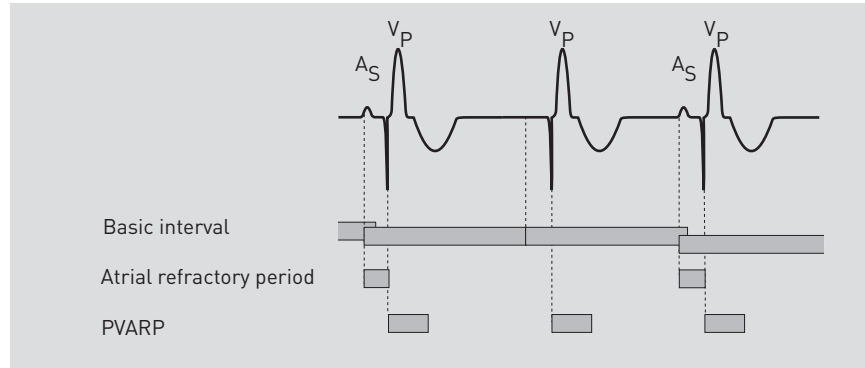 VP VP VP
AS AS
Basic interval
Atrial refractory period
PVARP